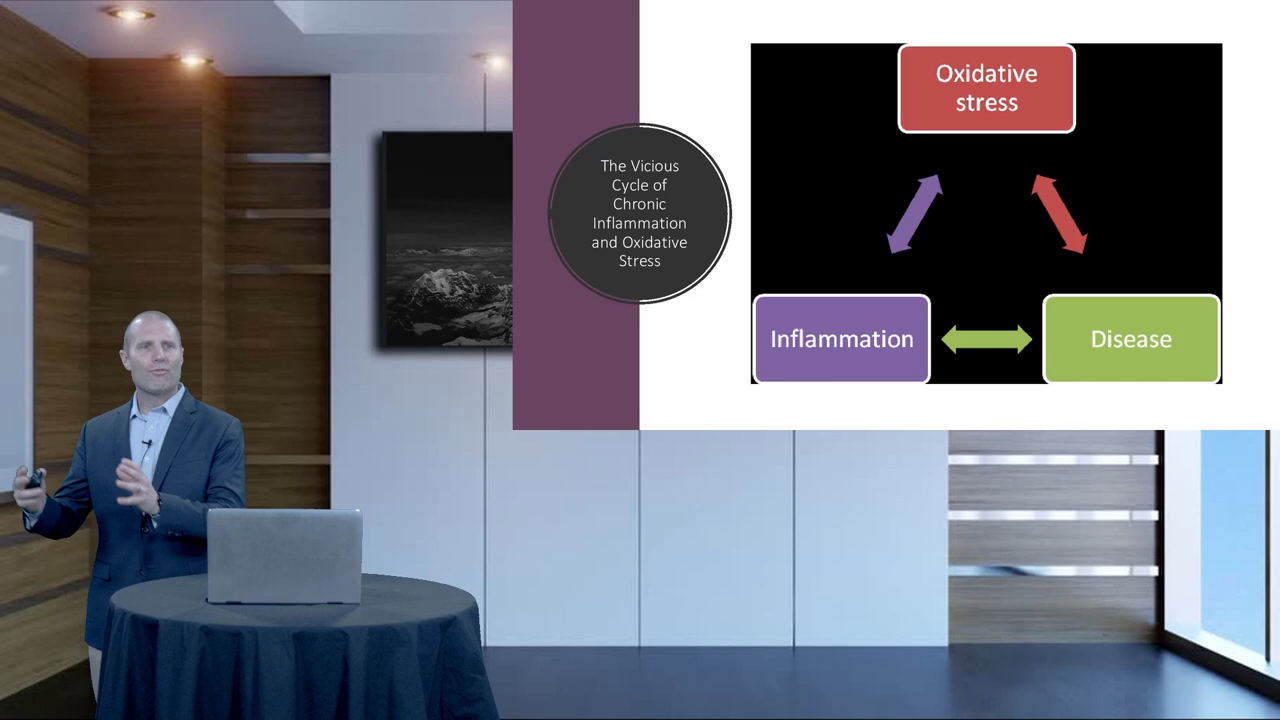 The Vicious
Cycle of
Chronic
Inflammation
and Oxidative
Stress
Oxidative
stress
Inflammation
Disease